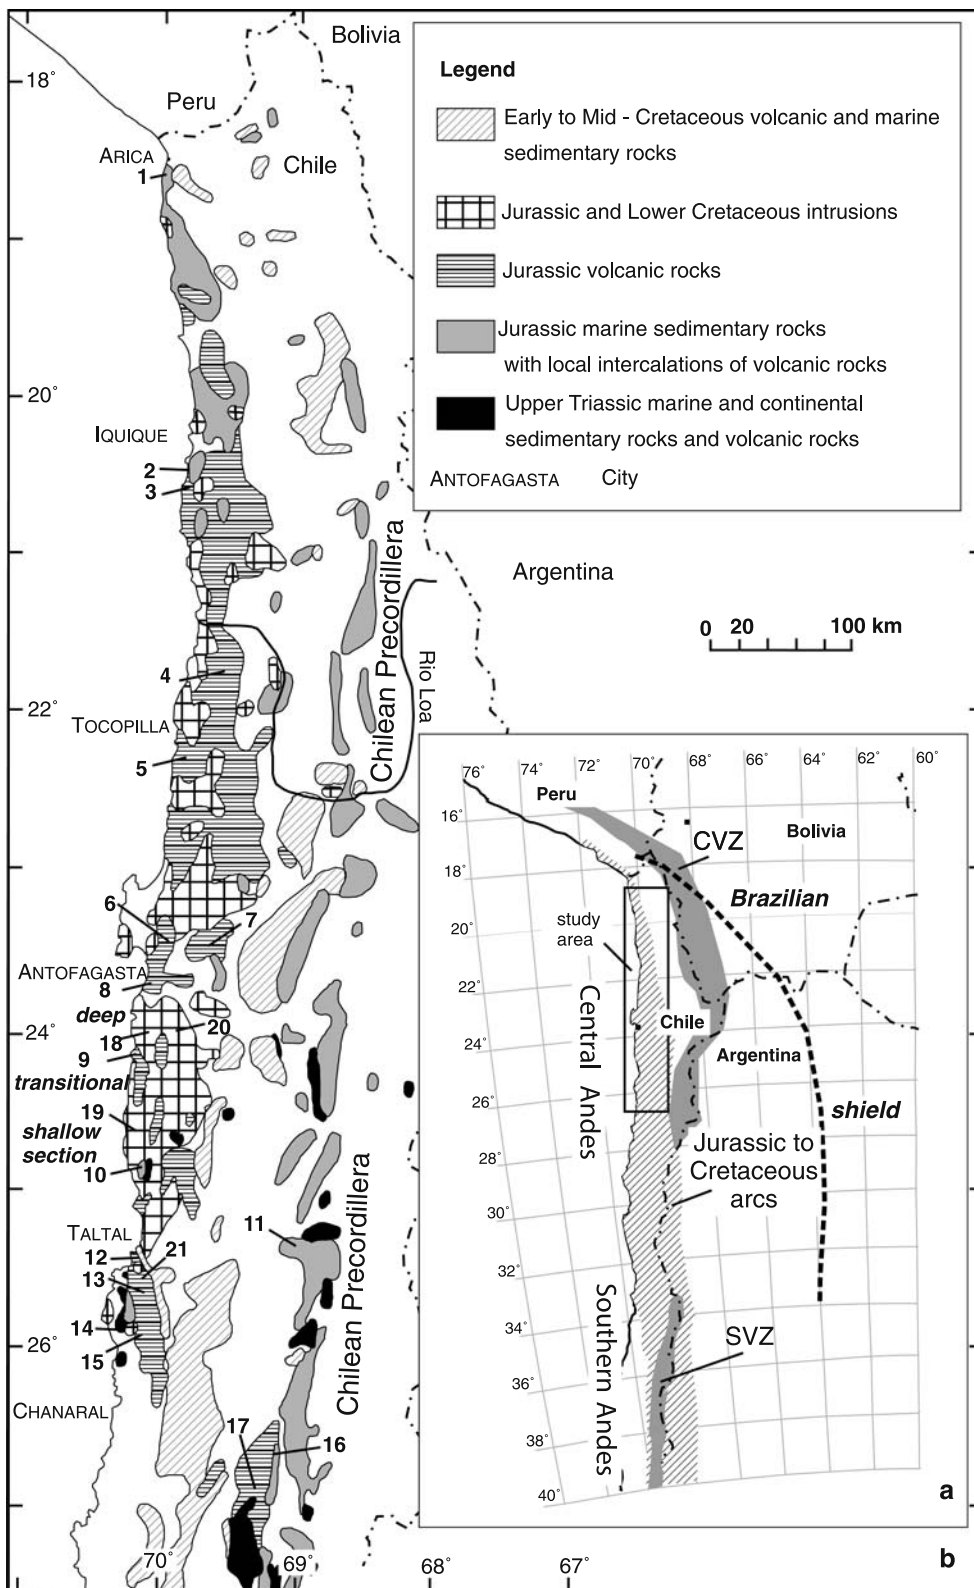 Bolivia
Peru
Chile
18°
ARICA
1
20°
IQUIQUE
2
3
Chilean Precordillera
Rio Loa
Argentina
0 20 100 km
4
22°
TOCOPILLA
5
6
7
ANTOFAGASTA
8
deep
18
20
24°
9
transitional
19
shallow
section
10
TALTAL
11
12
21
13
14
15
26°
Chilean Precordillera
CHANARAL
17
16
70°
69°
68
67°
Legend
Early to Mid - Cretaceous volcanic and marine
sedimentary rocks
Jurassic and Lower Cretaceous intrusions
Jurassic volcanic rocks
Jurassic marine sedimentary rocks
with local intercalations of volcanic rocks
Upper Triassic marine and continental
sedimentary rocks and volcanic rocks
ANTOFAGASTA City
76°
74°
72°
70°
68°
66°
64°
62°
60°
Peru
16°
Bolivia
CVZ
18°
Brazilian
study
area
20°
22°
Central Andes
Chile
24°
Argentina
26°
shield
28°
Jurassic to
Cretaceous
arcs
30°
32°
34°
Southern Andes
SVZ
36°
38°
40°
a
b